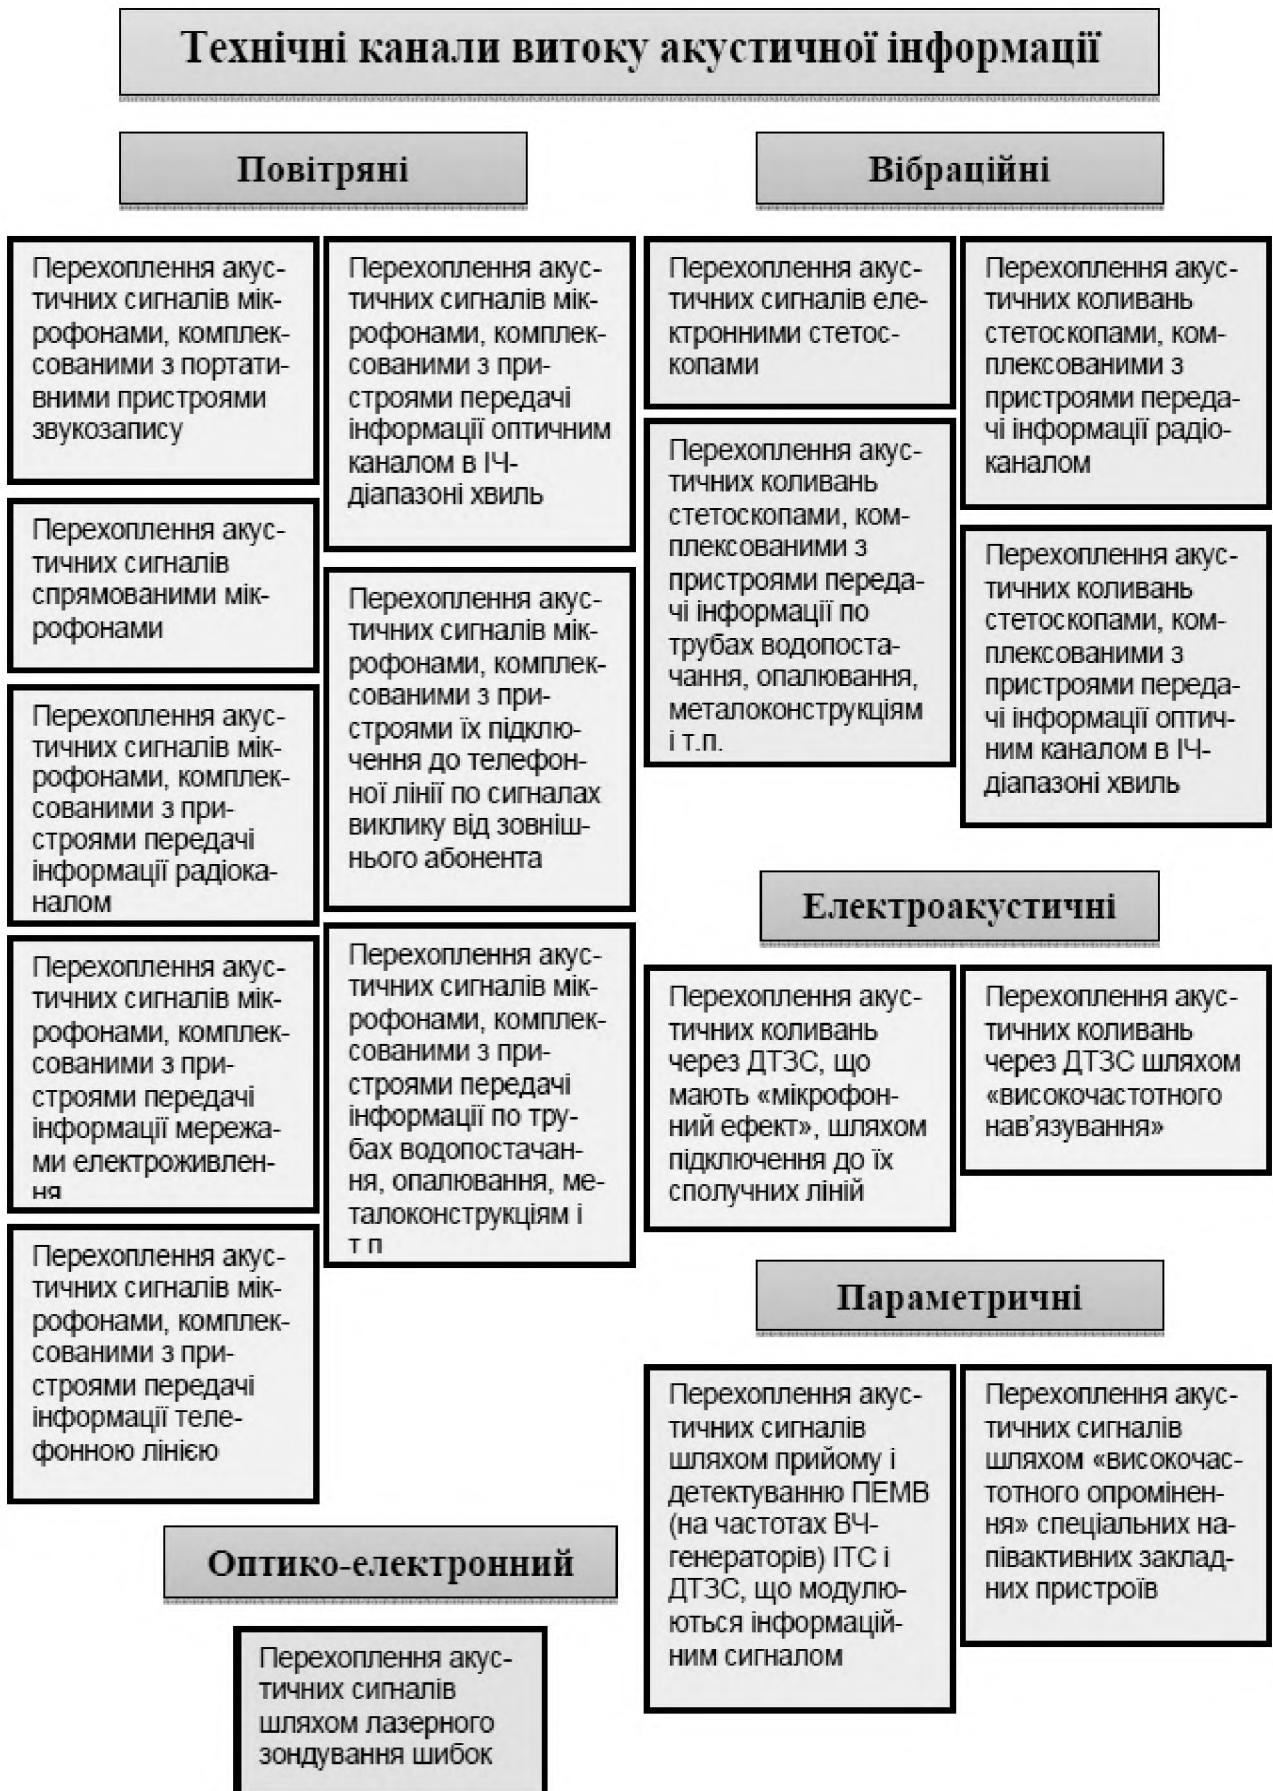 Технічні канали витоку акустичної інформації
Повітряні
Перехоплення акус-
тичних сигналів мік-
рофонами, комплек-
сованими з портати-
вними пристроями
звукозапису
Перехоплення акус-
тичних сигналів
спрямованими мік-
рофонами
Перехоплення акус-
тичних сигналів мік-
рофонами, комплек-
сованими з при-
строями передачі
інформації радіока-
налом
Перехоплення акус-
тичних сигналів мік-
рофонами, комплек-
сованими з при-
строями передачі
інформації мережа-
ми електроживлен-
ня
Перехоплення акус-
тичних сигналів мік-
рофонами, комплек-
сованими з при-
строями передачі
інформації теле-
фонною лінією
Перехоплення акус-
тичних сигналів мік-
рофонами, комплек-
сованими з при-
строями передачі
інформації оптичним
каналом в ІЧ-
діапазоні хвиль
Перехоплення акус-
тичних сигналів мік-
рофонами, комплек-
сованими з при-
строями їх підклю-
чення до телефон-
ної лінії по сигналах
виклику від зовніш-
нього абонента
Перехоплення акус-
тичних сигналів мік-
рофонами, комплек-
сованими з при-
строями передачі
інформації по тру-
бах водопостачан-
ня, опалювання, ме-
талоконструкціям і
т п
Вібраційні
Перехоплення акус-
тичних сигналів еле-
ктронними стетос-
копами
Перехоплення акус-
тичних коливань
стетоскопами, ком-
плексованими з
пристроями переда-
чі інформації по
трубах водопоста-
чання, опалювання,
металоконструкціям
і т.п.
Перехоплення акус-
тичних коливань
стетоскопами, ком-
плексованими з
пристроями переда-
чі інформації радіо-
каналом
Перехоплення акус-
тичних коливань
стетоскопами, ком-
плексованими з
пристроями переда-
чі інформації оптич-
ним каналом в ІЧ-
діапазоні хвиль
Електроакустичні
Перехоплення акус-
тичних коливань
через ДТЗС, що
мають «мікрофон-
ний ефект», шляхом
підключення до їх
сполучних ліній
Перехоплення акус-
тичних коливань
через ДТЗС шляхом
«високочастотного
нав’язування»
Параметричні
Перехоплення акус-
тичних сигналів
шляхом прийому і
детектуванню ПЕМВ
(на частотах ВЧ-
генераторів) ІТС і
ДТЗС, що модулю-
ються інформацій-
ним сигналом
Перехоплення акус-
тичних сигналів
шляхом «високочас-
тотного опромінен-
ня» спеціальних на-
півактивних заклад-
них пристроїв
Оптико-електронний
Перехоплення акус-
тичних сигналів
шляхом лазерного
зондування шибок